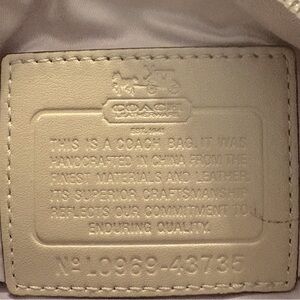 COACH
LEATHERWARE
EST. 1941
THIS IS A COACH BAG. IT WAS
HANDCRAFTED IN CHINA FROM THE
FINEST MATERIALS AND LEATHER.
ITS SUPERIOR CRAFTSMANSHIP
REFLECTS OUR COMMITMENT TO
ENDURING QUALITY.
Nº L0969-43735